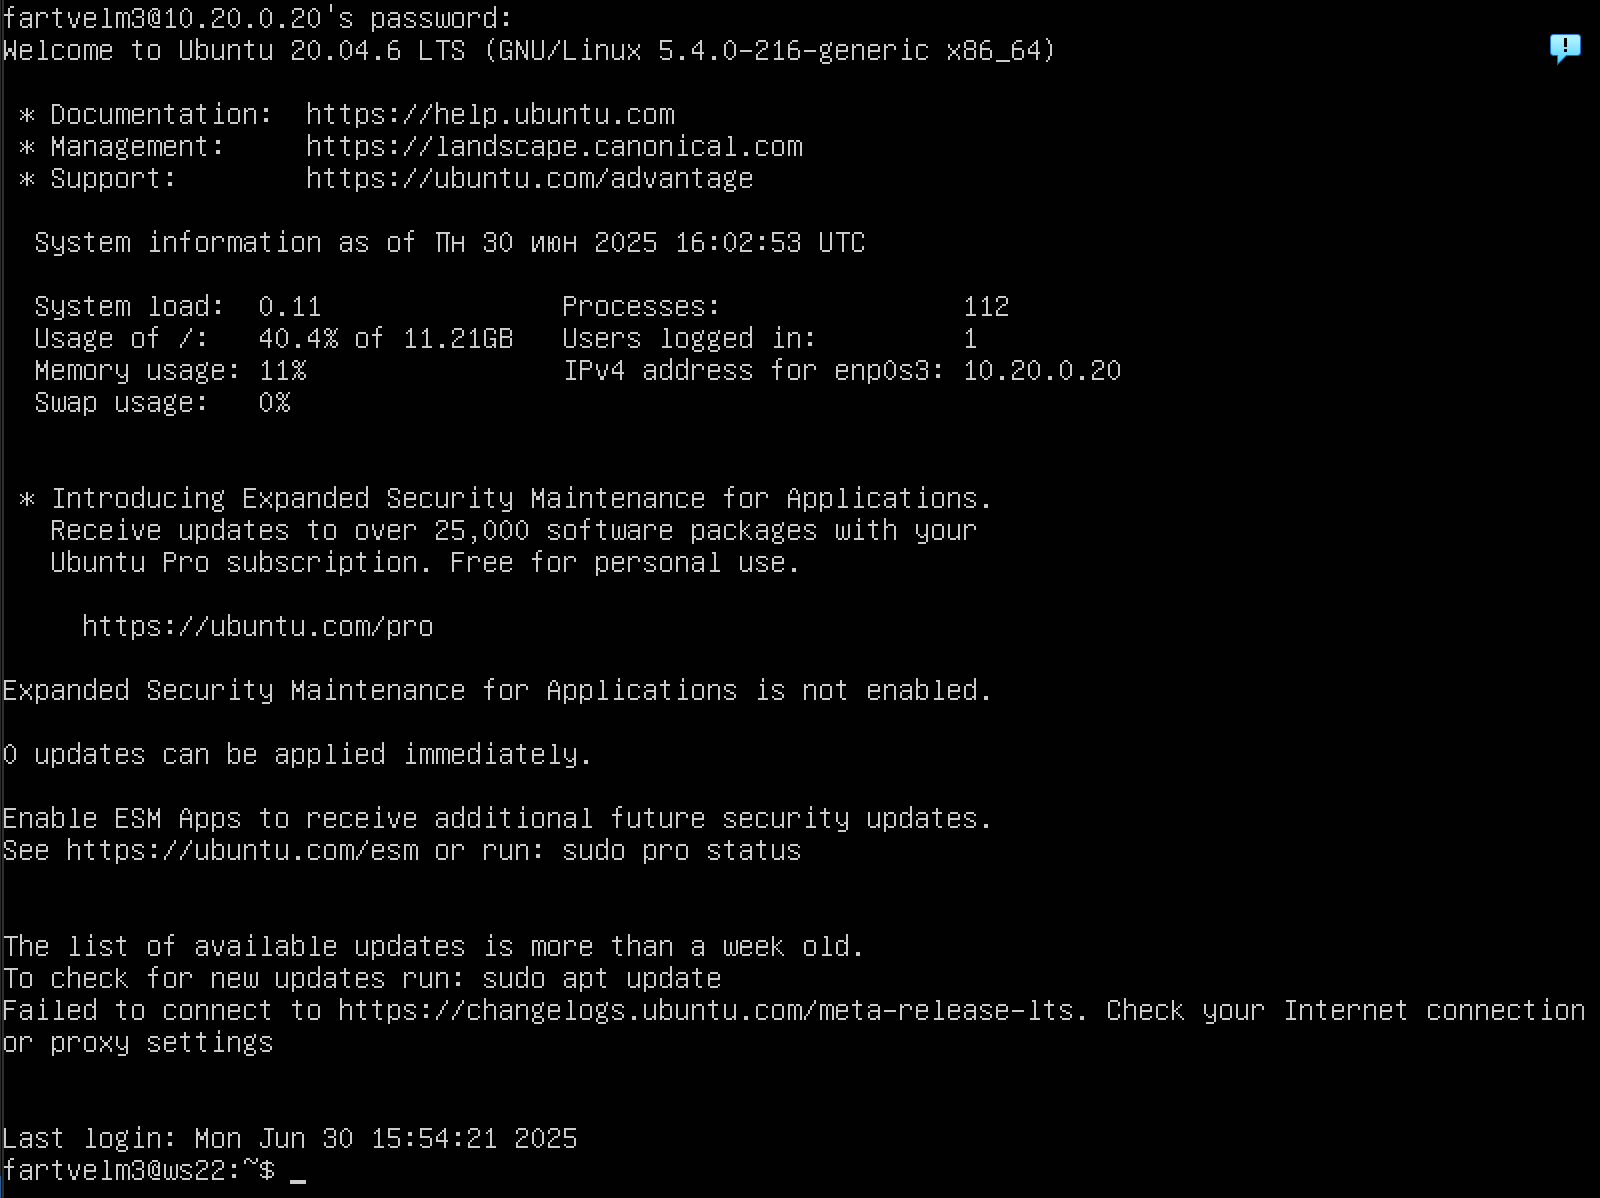 fartvelm3@10.20.0.20's password:
Welcome to Ubuntu 20.04.6 LTS (GNU/Linux 5.4.0-216-generic x86_64)
 * Documentation:  https://help.ubuntu.com
 * Management:     https://landscape.canonical.com
 * Support:        https://ubuntu.com/advantage
  System information as of Пн 30 июн 2025 16:02:53 UTC
  System load:  0.11               Processes:               112
  Usage of /:   40.4% of 11.21GB   Users logged in:         1
  Memory usage: 11%                IPv4 address for enp0s3: 10.20.0.20
  Swap usage:   0%
 * Introducing Expanded Security Maintenance for Applications.
   Receive updates to over 25,000 software packages with your
   Ubuntu Pro subscription. Free for personal use.
     https://ubuntu.com/pro
Expanded Security Maintenance for Applications is not enabled.
0 updates can be applied immediately.
Enable ESM Apps to receive additional future security updates.
See https://ubuntu.com/esm or run: sudo pro status
The list of available updates is more than a week old.
To check for new updates run: sudo apt update
Failed to connect to https://changelogs.ubuntu.com/meta-release-lts. Check your Internet connection
or proxy settings
Last login: Mon Jun 30 15:54:21 2025
fartvelm3@ws22:~$ _